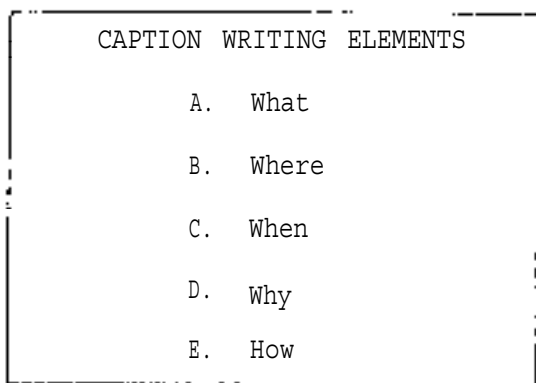 CAPTION WRITING ELEMENTS
A. What
B. Where
C. When
D. Why
E. How